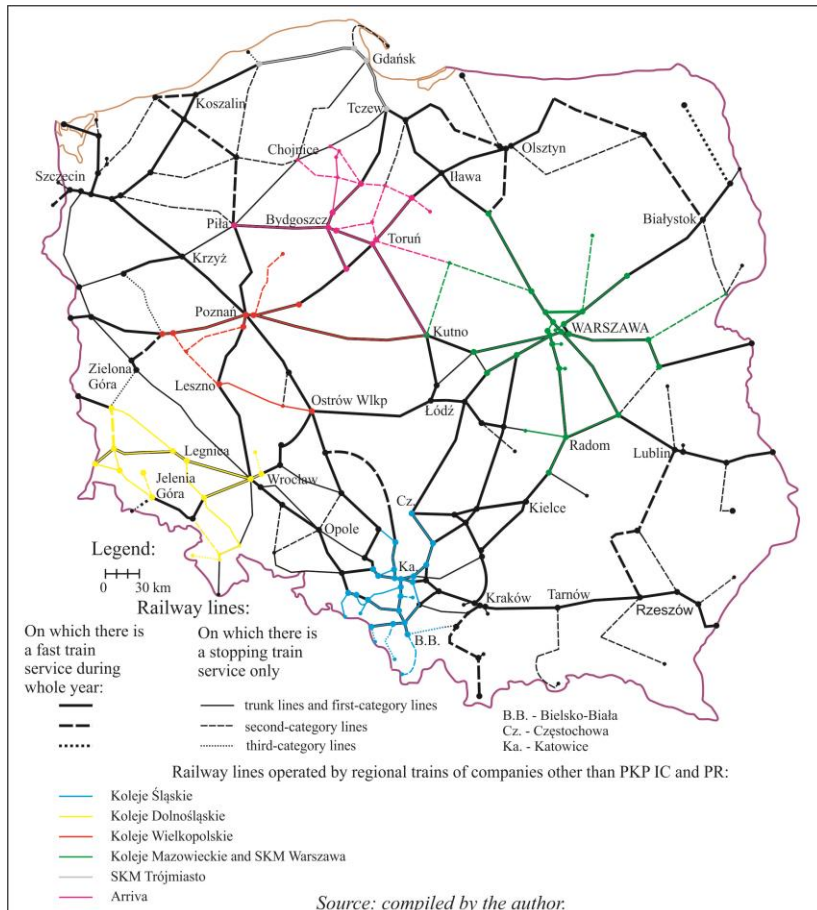 Gdańsk
Koszalin
Tczew
Chojnice
Olsztyn
Szczecin
Iława
Białystok
Piła
Bydgoszcz
Toruń
Krzyż
Poznań
WARSZAWA
Kutno
Zielona
Góra
Leszno
Ostrów Wlkp
Łódź
Legnica
Radom
Lublin
Jelenia
Góra
Wrocław
Cz.
Kielce
Opole
Legend:
Ka.
0 30 km
Kraków
Tarnów
Rzeszów
B.B.
Railway lines:
On which there is
a fast train
service during
whole year:
On which there is
a stopping train
service only
trunk lines and first-category lines
second-category lines
third-category lines
B.B. - Bielsko-Biała
Cz. - Częstochowa
Ka. - Katowice
Railway lines operated by regional trains of companies other than PKP IC and PR:
Koleje Śląskie
Koleje Dolnośląskie
Koleje Wielkopolskie
Koleje Mazowieckie and SKM Warszawa
SKM Trójmiasto
Arriva
Source: compiled by the author.